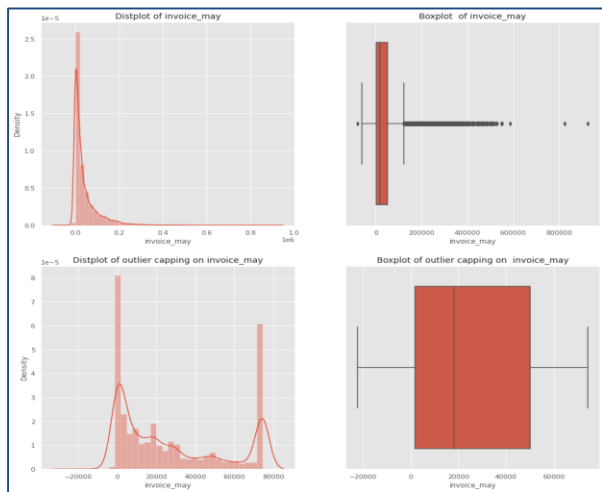 Distplot of invoice_may
1e−5
2.5
2.0
1.5
1.0
0.5
0.0
Density
0.0 0.2 0.4 0.6 0.8 1.0
1e6
invoice_may
Boxplot  of invoice_may
0 200000 400000 600000 800000
invoice_may
Distplot of outlier capping on invoice_may
1e−5
8
7
6
5
4
3
2
1
0
Density
−20000 0 20000 40000 60000 80000
invoice_may
Boxplot of outlier capping on  invoice_may
−20000 0 20000 40000 60000
invoice_may